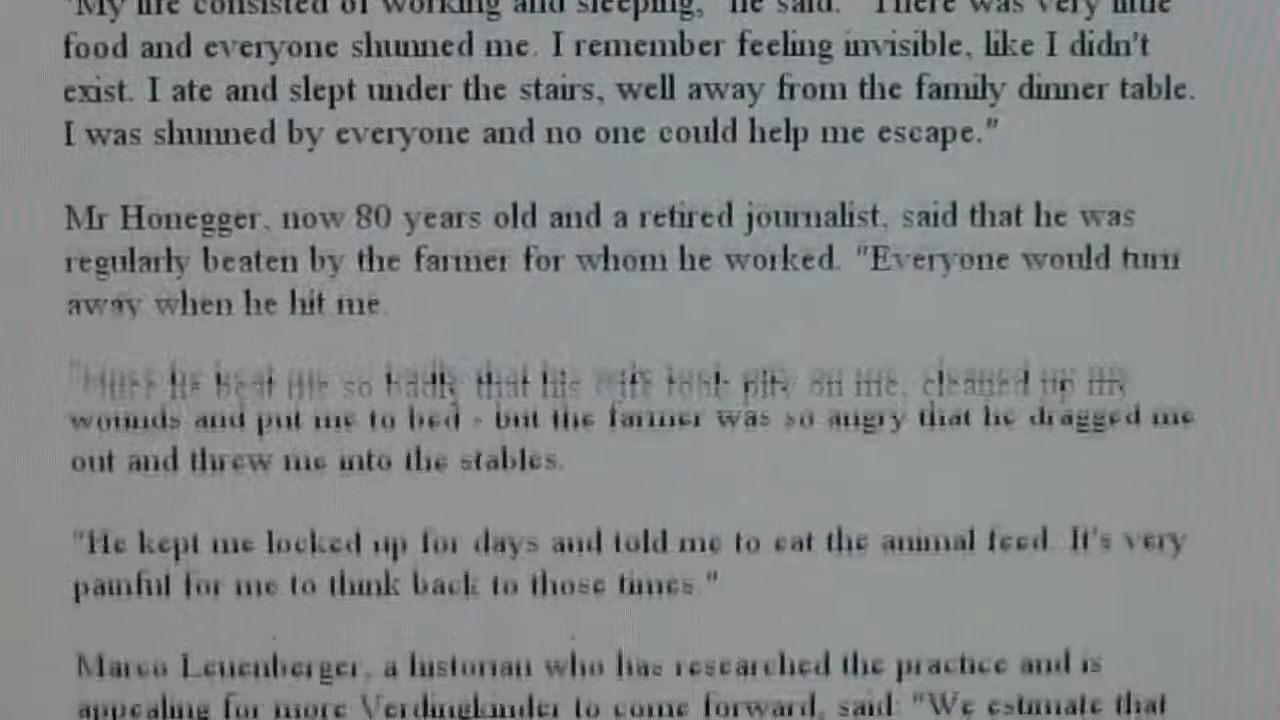 "My life consisted of working and sleeping," he said. "There was very little
food and everyone shunned me. I remember feeling invisible, like I didn't
exist. I ate and slept under the stairs, well away from the family dinner table.
I was shunned by everyone and no one could help me escape."
Mr Honegger, now 80 years old and a retired journalist, said that he was
regularly beaten by the farmer for whom he worked. "Everyone would turn
away when he hit me.
he beat me so badly that his wife took pity on me, cleaned up my
wounds and put me to bed - but the farmer was so angry that he dragged me
out and threw me into the stables.
"He kept me locked up for days and told me to eat the animal feed. It's very
painful for me to think back to those times."
Marco Leuenberger, a historian who has researched the practice and is
appealing for more Verdingkinder to come forward, said: "We estimate that